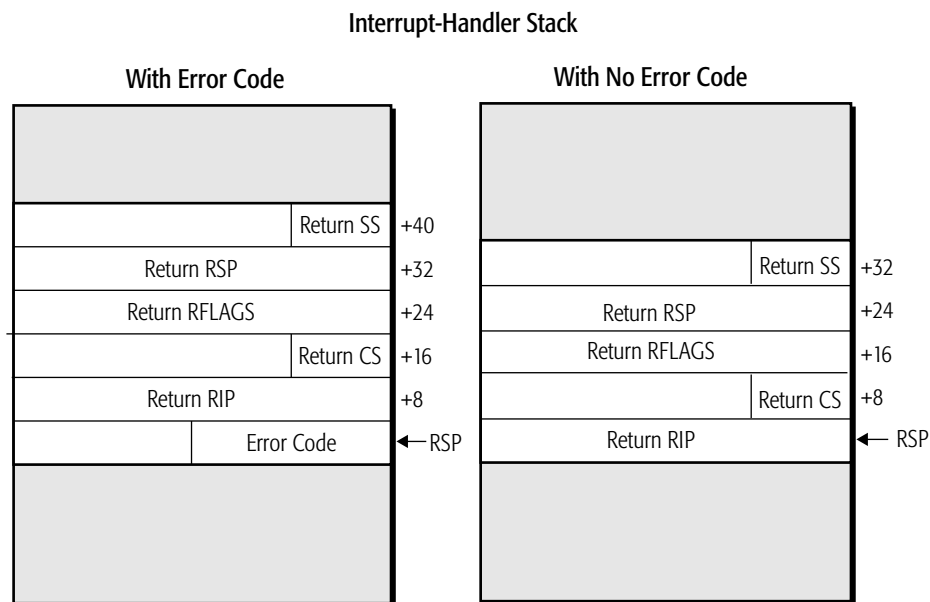 Interrupt-Handler Stack
With Error Code
Return SS +40
Return RSP +32
Return RFLAGS +24
Return CS +16
Return RIP +8
Error Code RSP
With No Error Code
Return SS +32
Return RSP +24
Return RFLAGS +16
Return CS +8
Return RIP RSP